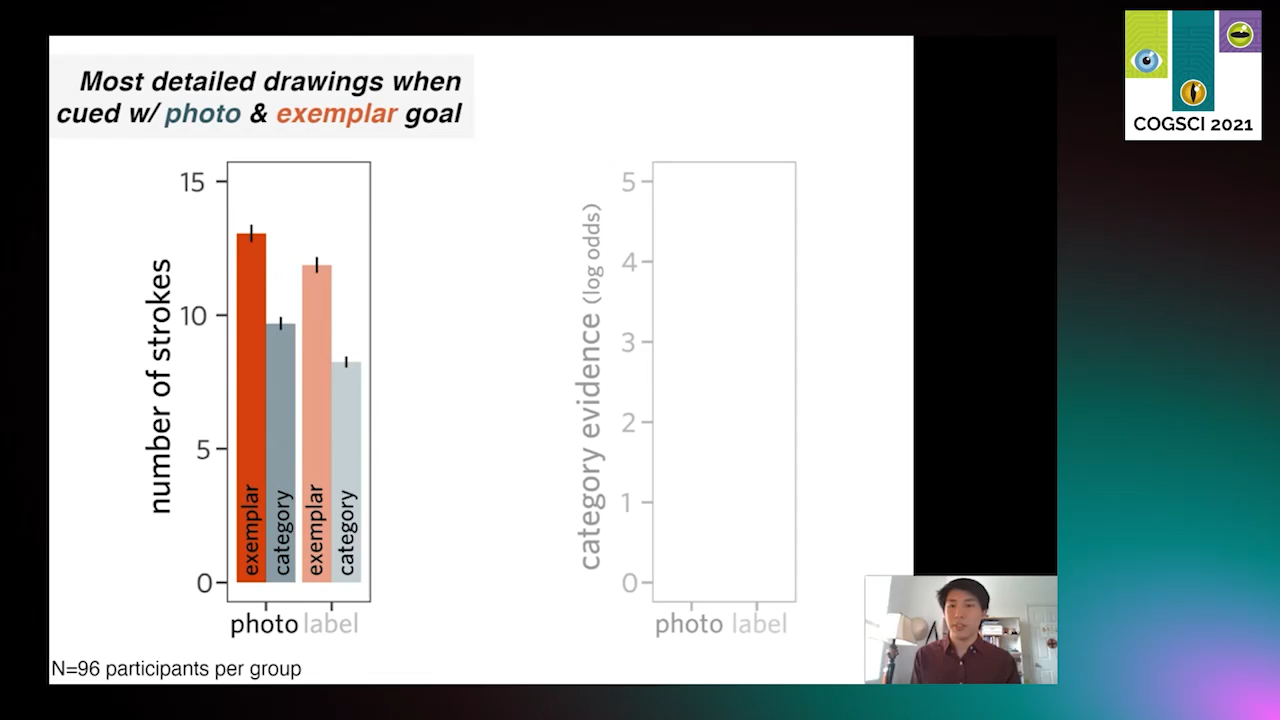 Most detailed drawings when
cued w/ photo & exemplar goal
COGSCI 2021
15
10
5
0
number of strokes
exemplar
category
exemplar
category
photo label
5
4
3
2
1
0
category evidence (log odds)
photo label
N=96 participants per group